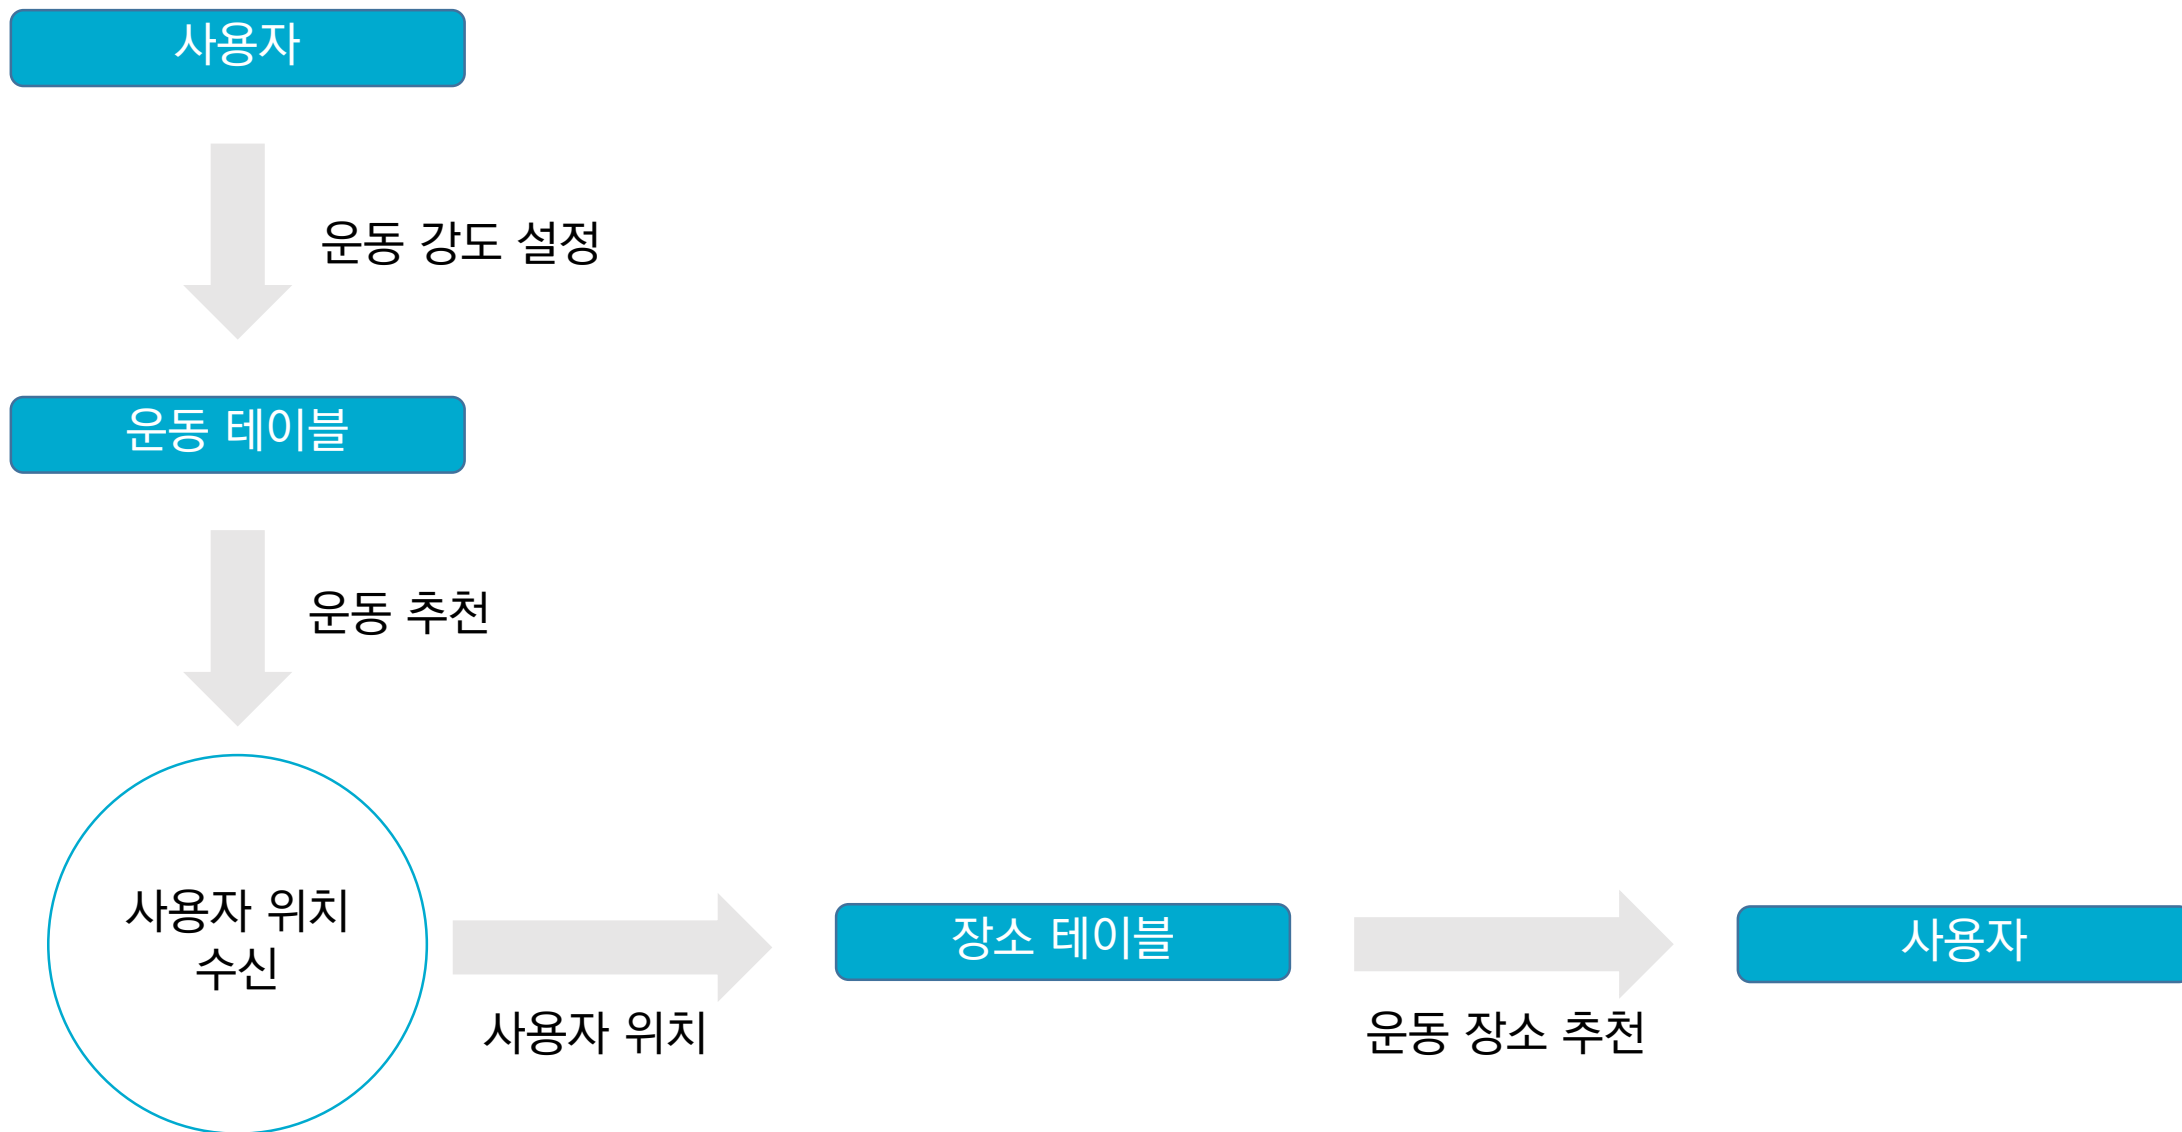 사용자
운동 강도 설정
운동 테이블
운동 추천
사용자 위치
수신
사용자 위치
장소 테이블
운동 장소 추천
사용자